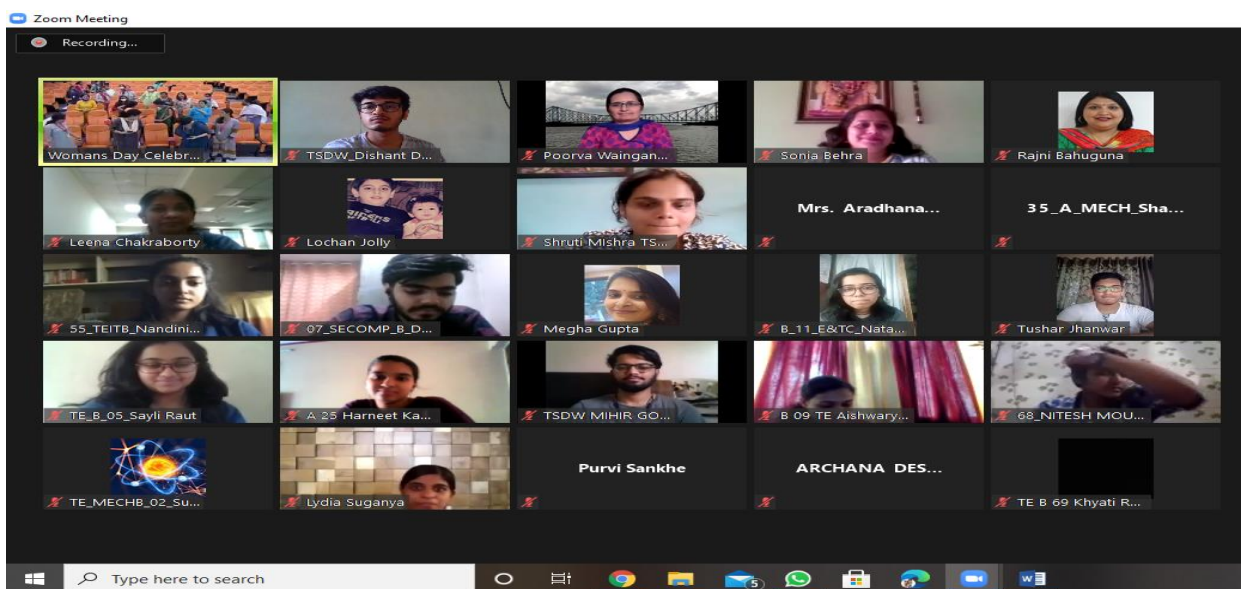 Zoom Meeting
Recording...
Womans Day Celebr...
TSDW_Dishant D...
Poorva Waingan...
Sonia Behra
Rajni Bahuguna
Leena Chakraborty
Lochan Jolly
Shruti MIshra TS...
Mrs. Aradhana...
35_A_MECH_Sha...
55_TEITB_Nandini...
07_SECOMP_B_D...
Megha Gupta
B_11_E&TC_Nata...
Tushar Jhanwar
TE_B_05_Sayli Raut
A 25 Harneet Ka...
TSDW MIHIR GO...
B 09 TE Aishwary...
68_NITESH MOU...
TE_MECHB_02_Su...
Lydia Suganya
Purvi Sankhe
ARCHANA DES...
TE B 69 Khyati R...
Type here to search
5
W